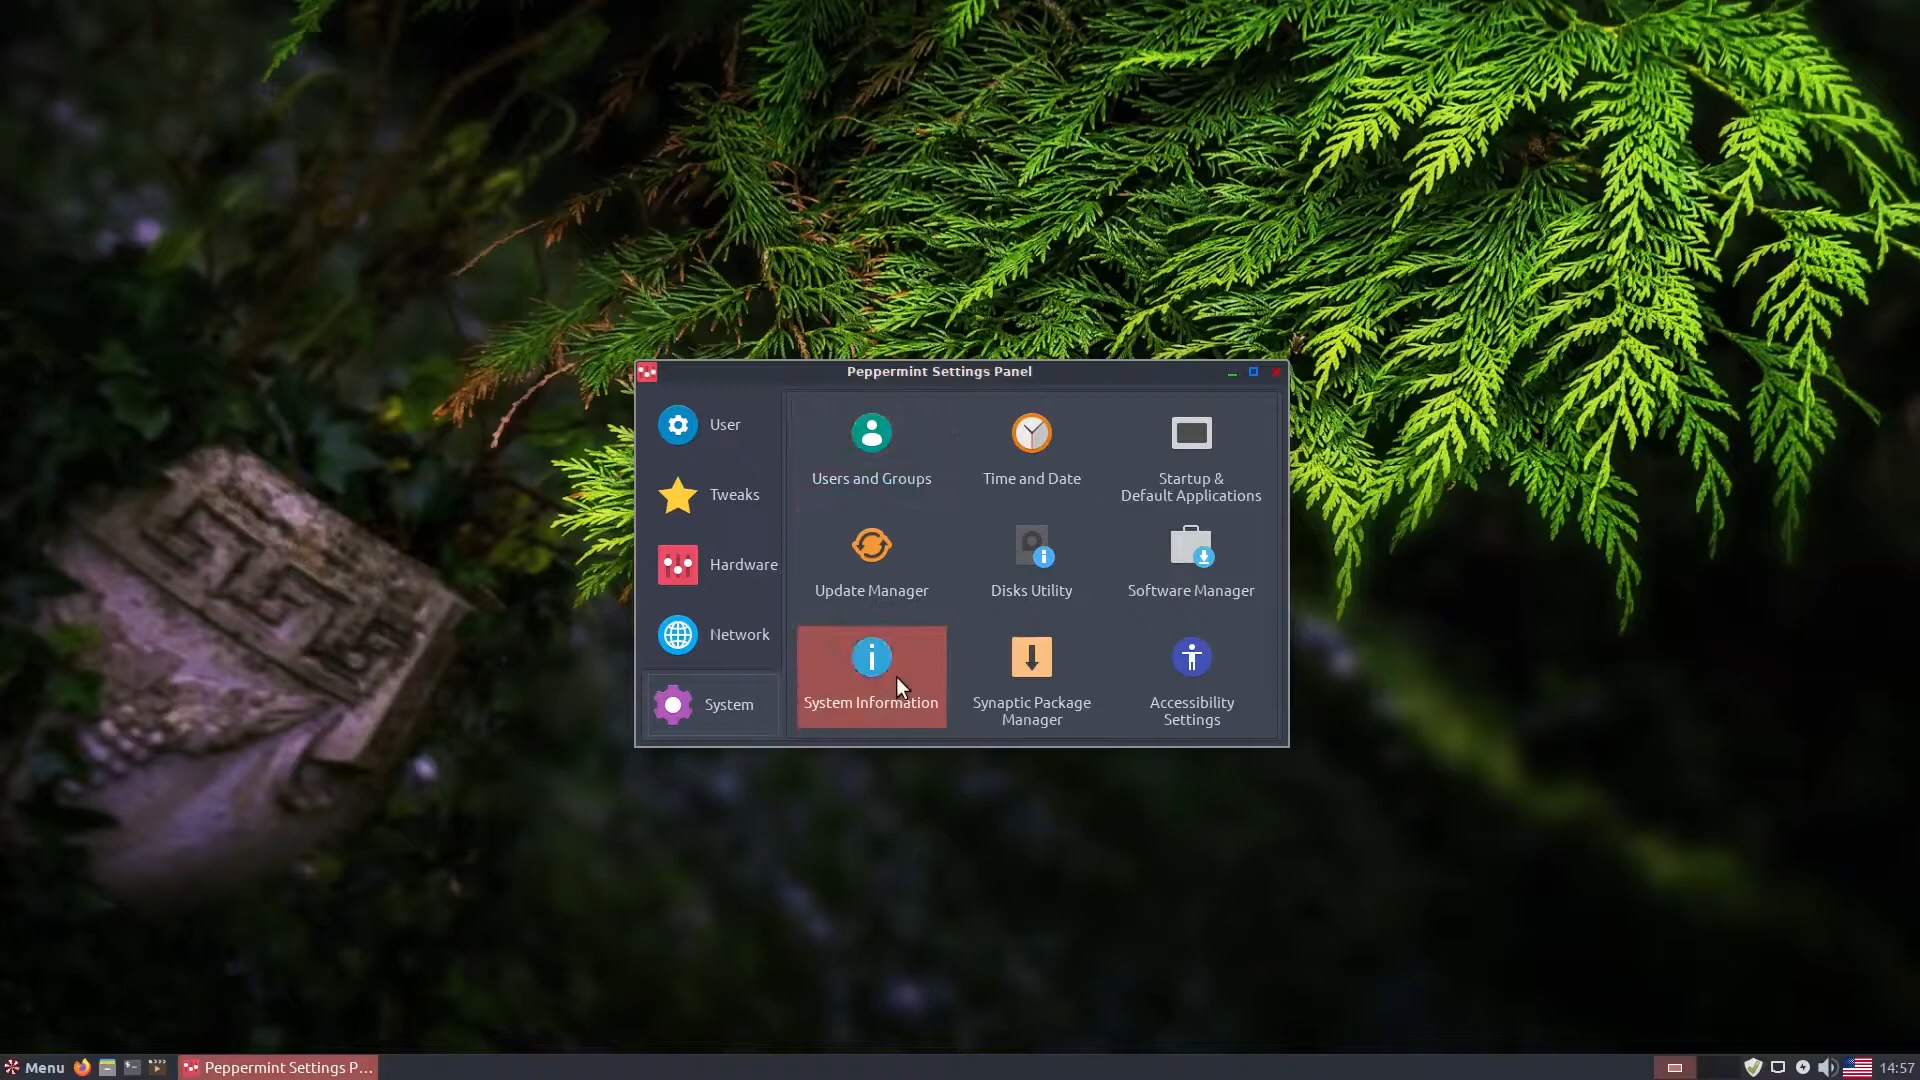 Peppermint Settings Panel
User
Tweaks
Hardware
Network
System
Users and Groups
Time and Date
Startup &
Default Applications
Update Manager
Disks Utility
Software Manager
System Information
Synaptic Package
Manager
Accessibility
Settings
Menu
Peppermint Settings P...
14:57